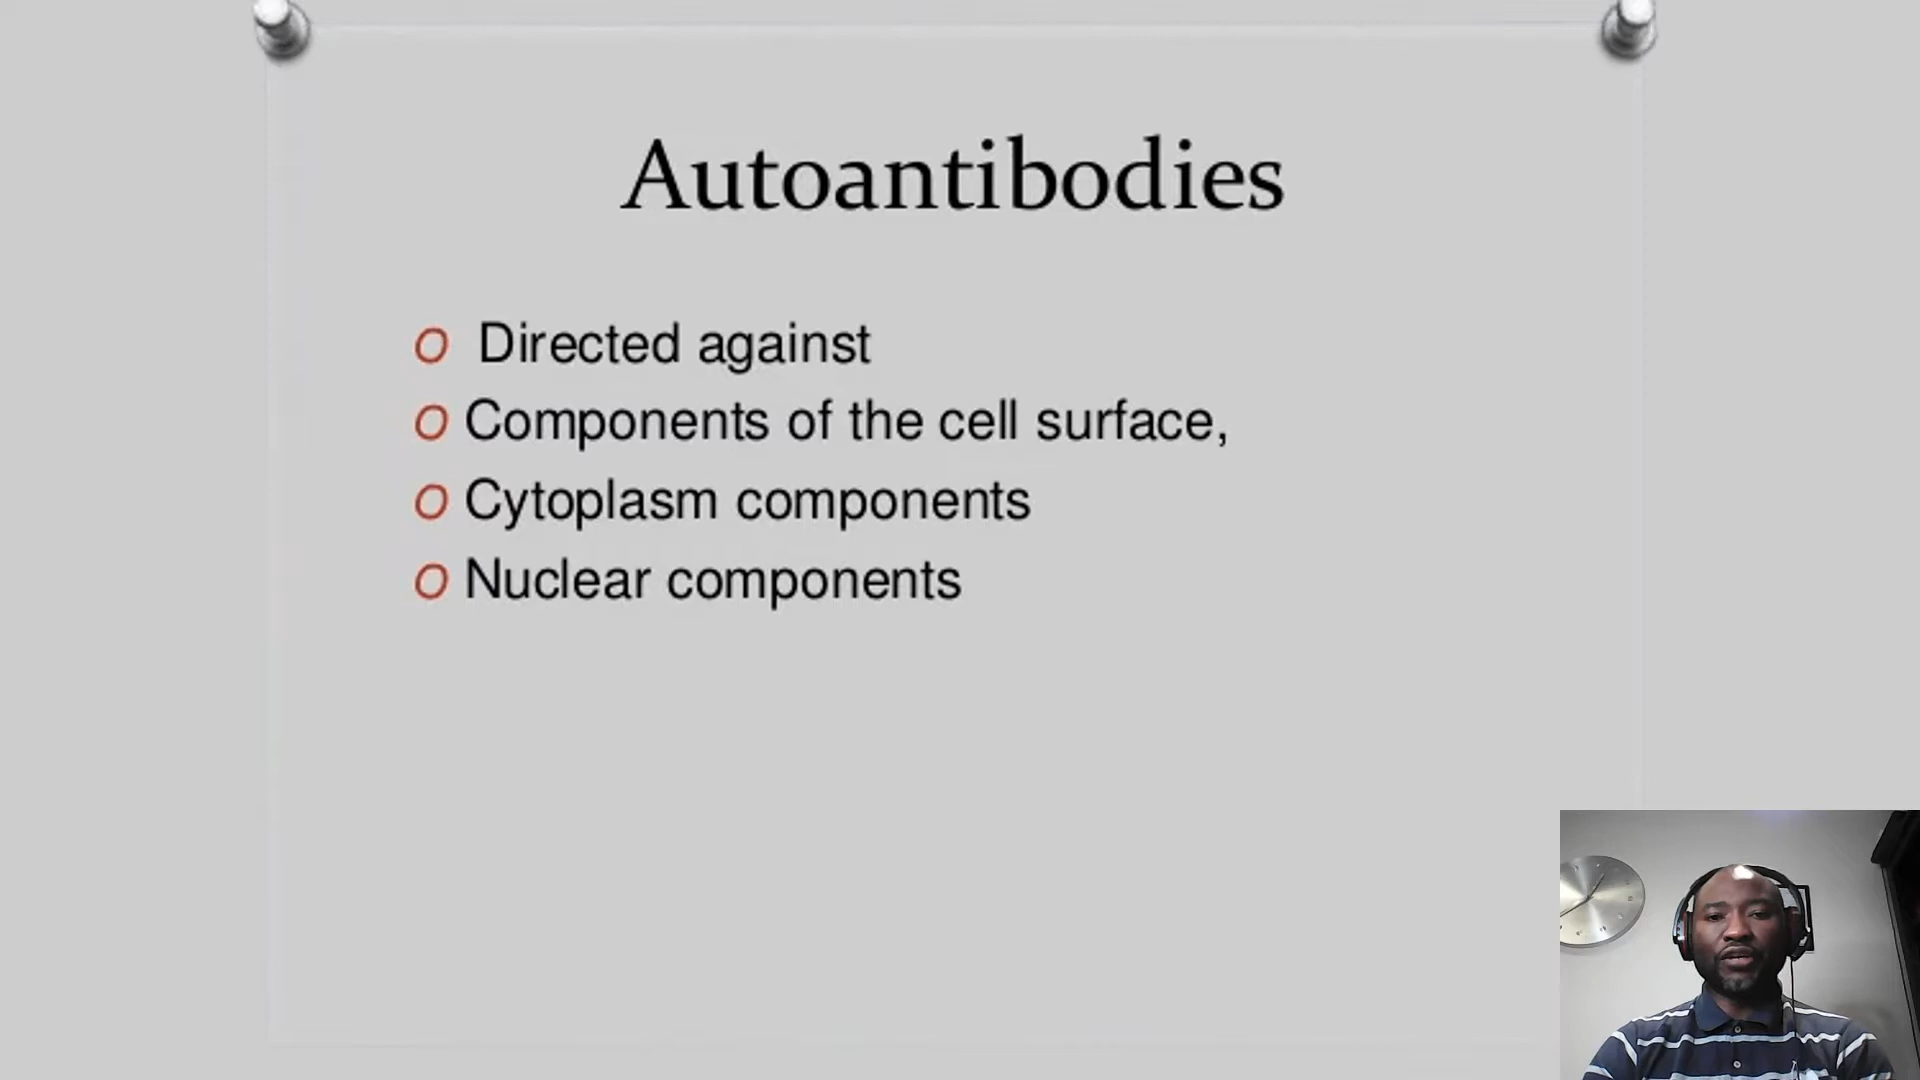 Autoantibodies
O Directed against
O Components of the cell surface,
O Cytoplasm components
O Nuclear components